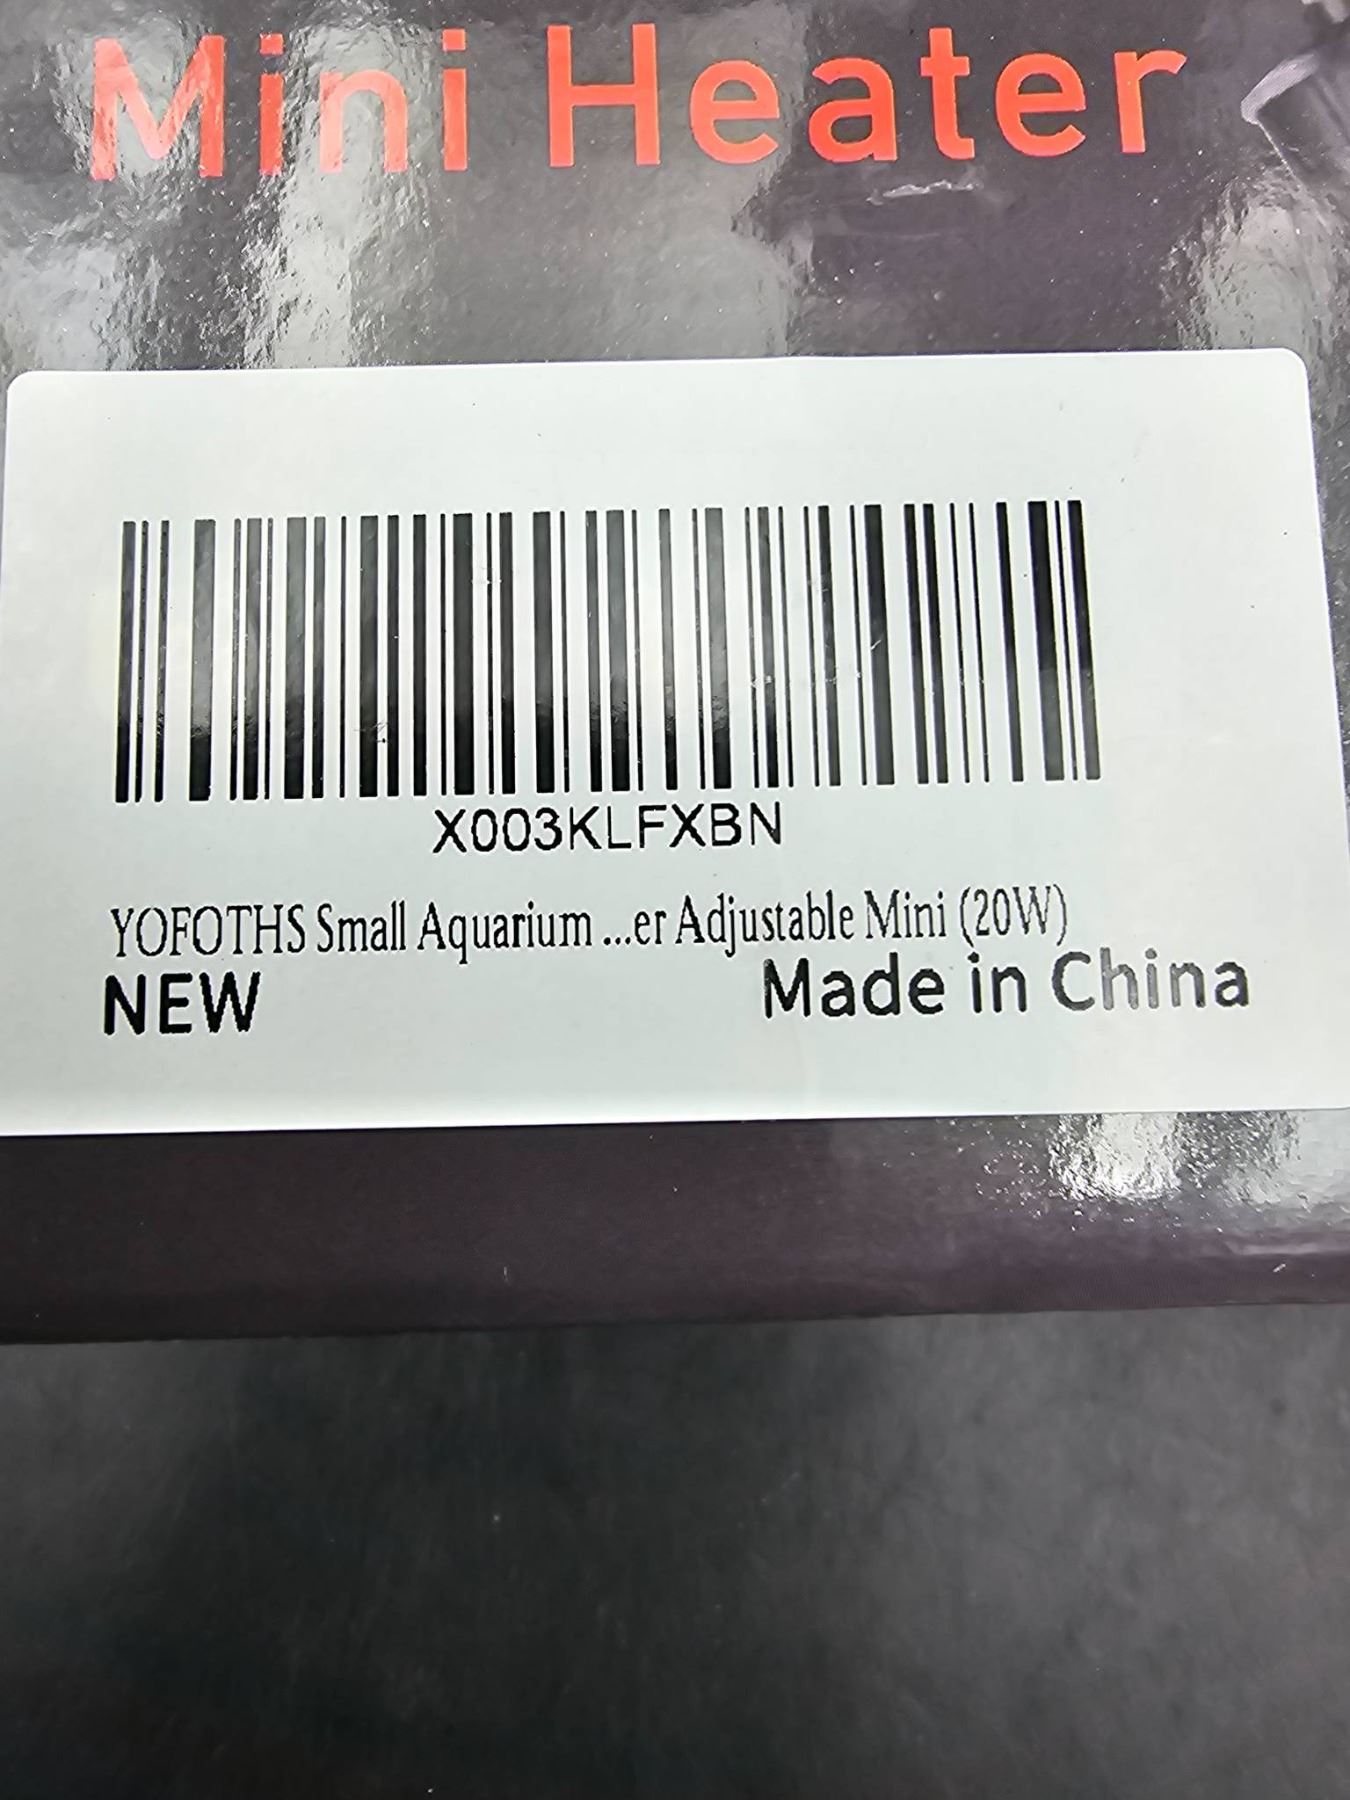 Mini Heater
X003KLFXBN
YOFOTHS Small Aquarium ...er Adjustable Mini (20W)
NEW
Made in China